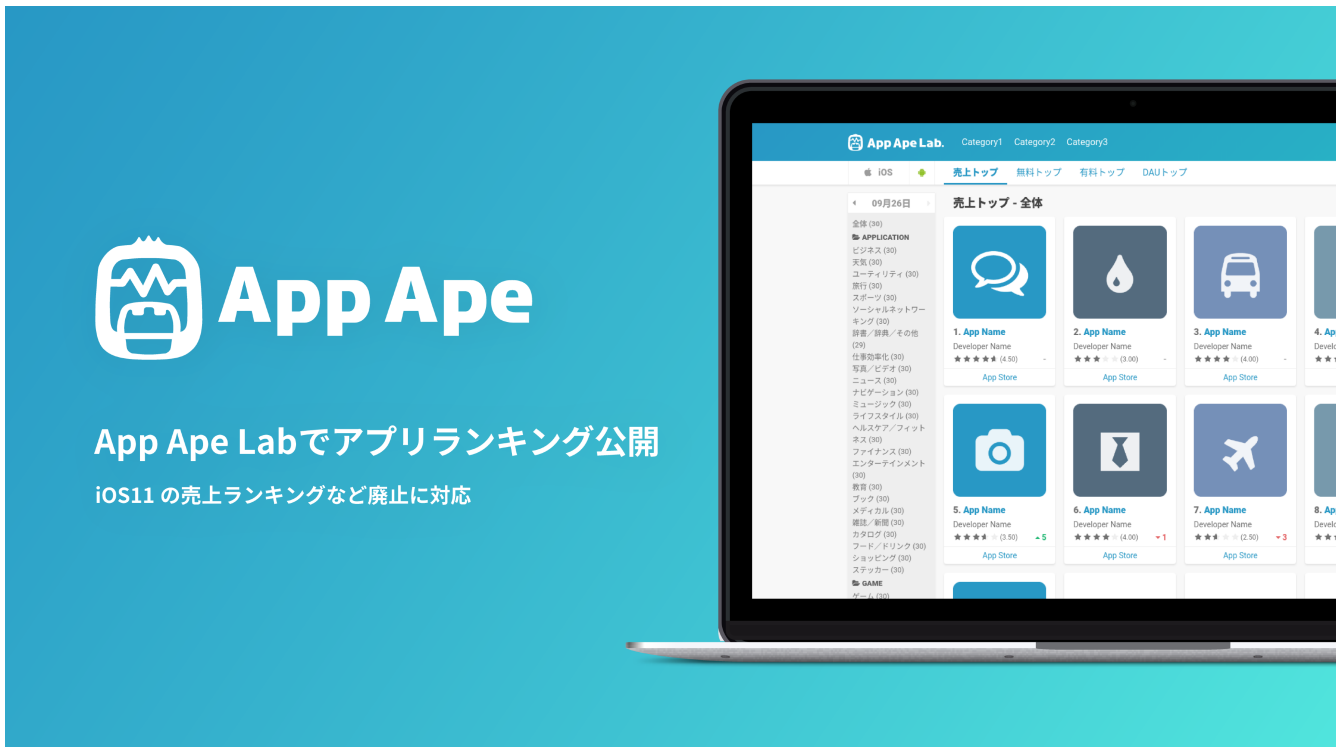 App Ape
App Ape Labでアプリランキング公開
iOS11 の売上ランキングなど廃止に対応
App Ape Lab.
Category1 Category2 Category3
iOS
売上トップ 無料トップ 有料トップ DAUトップ
09月26日
売上トップ - 全体
全体 (30)
APPLICATION
ビジネス (30)
天気 (30)
ユーティリティ (30)
旅行 (30)
スポーツ (30)
ソーシャルネットワー
キング (30)
辞書／辞典／その他
(29)
仕事効率化 (30)
写真／ビデオ (30)
ニュース (30)
ナビゲーション (30)
ミュージック (30)
ライフスタイル (30)
ヘルスケア／フィット
ネス (30)
ファイナンス (30)
エンターテインメント
(30)
教育 (30)
ブック (30)
メディカル (30)
雑誌／新聞 (30)
カタログ (30)
フード／ドリンク (30)
ショッピング (30)
ステッカー (30)
GAME
ゲーム (30)
1. App Name
Developer Name
(4.50) -
App Store
2. App Name
Developer Name
(3.00) -
App Store
3. App Name
Developer Name
(4.00) -
App Store
4. Ap
Develo
5. App Name
Developer Name
(3.50) 5
App Store
6. App Name
Developer Name
(4.00) 1
App Store
7. App Name
Developer Name
(2.50) 3
App Store
8. Ap
Develo